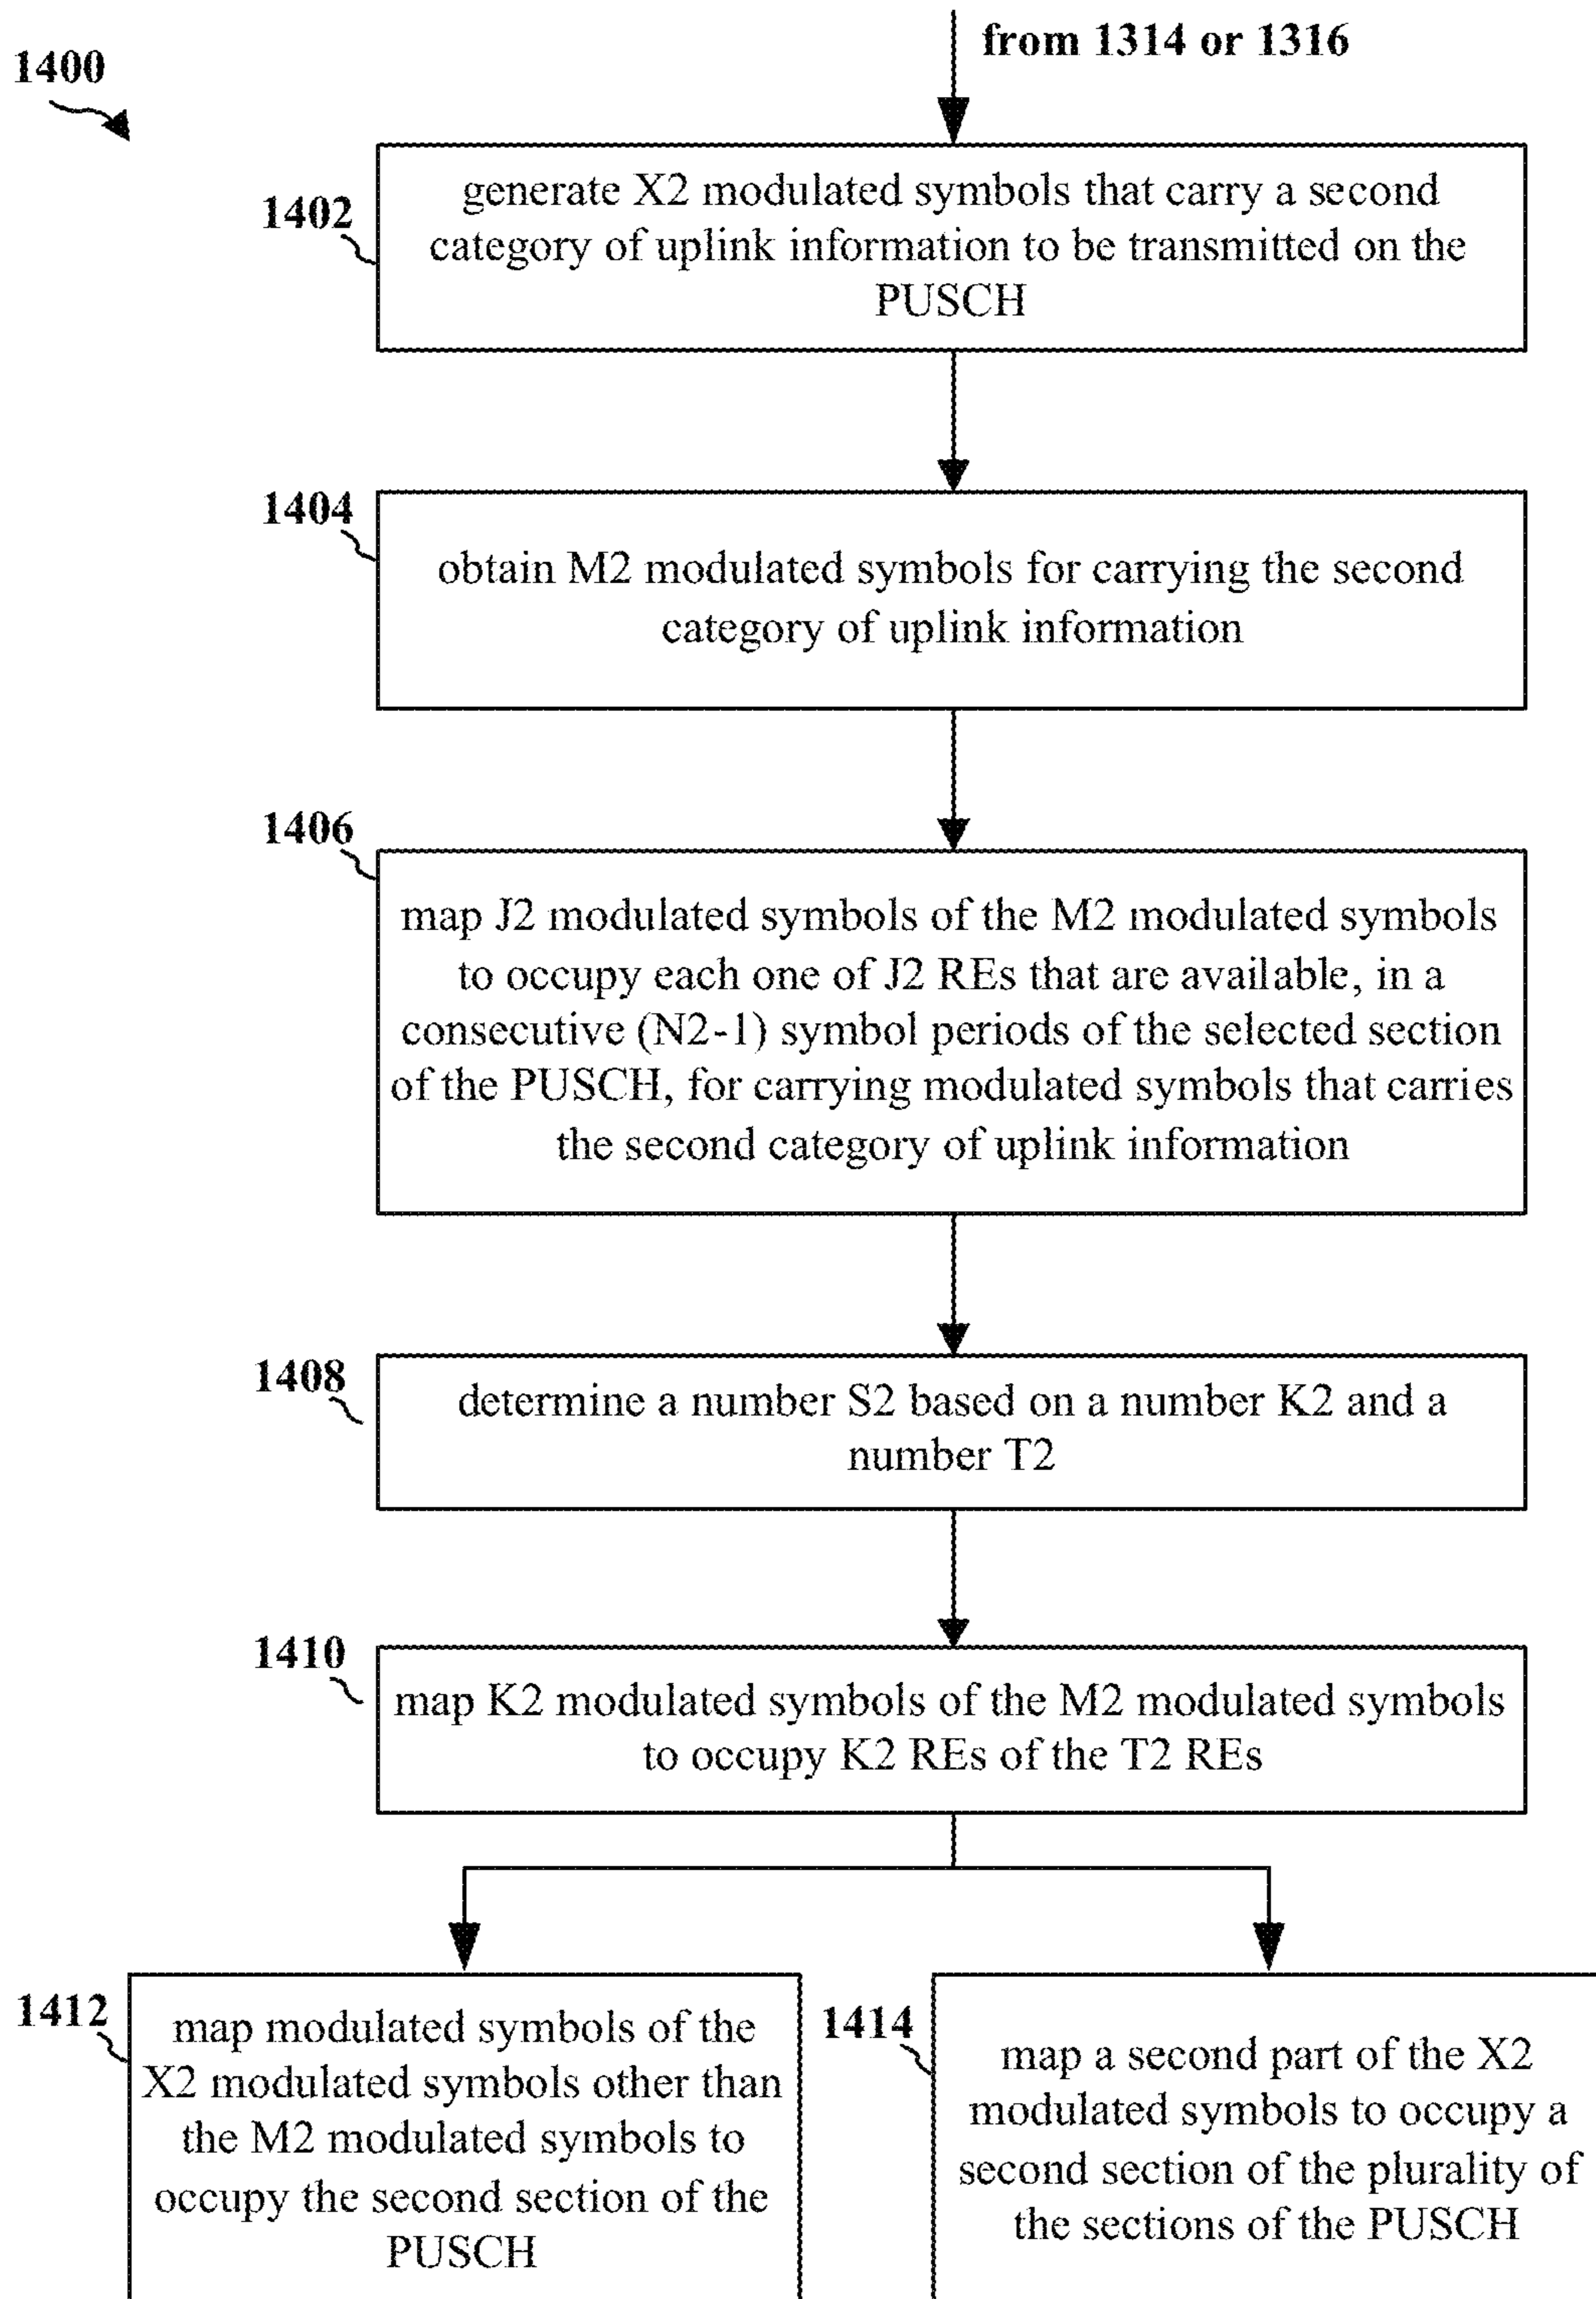 from 1314 or 1316
1400
1402
generate X2 modulated symbols that carry a second
category of uplink information to be transmitted on the
PUSCH
1404
obtain M2 modulated symbols for carrying the second
category of uplink information
1406
map J2 modulated symbols of the M2 modulated symbols
to occupy each one of J2 REs that are available, in a
consecutive (N2-1) symbol periods of the selected section
of the PUSCH, for carrying modulated symbols that carries
the second category of uplink information
1408
determine a number S2 based on a number K2 and a
number T2
1410
map K2 modulated symbols of the M2 modulated symbols
to occupy K2 REs of the T2 REs
1412
map modulated symbols of the
X2 modulated symbols other than
the M2 modulated symbols to
occupy the second section of the
PUSCH
1414
map a second part of the X2
modulated symbols to occupy a
second section of the plurality of
the sections of the PUSCH